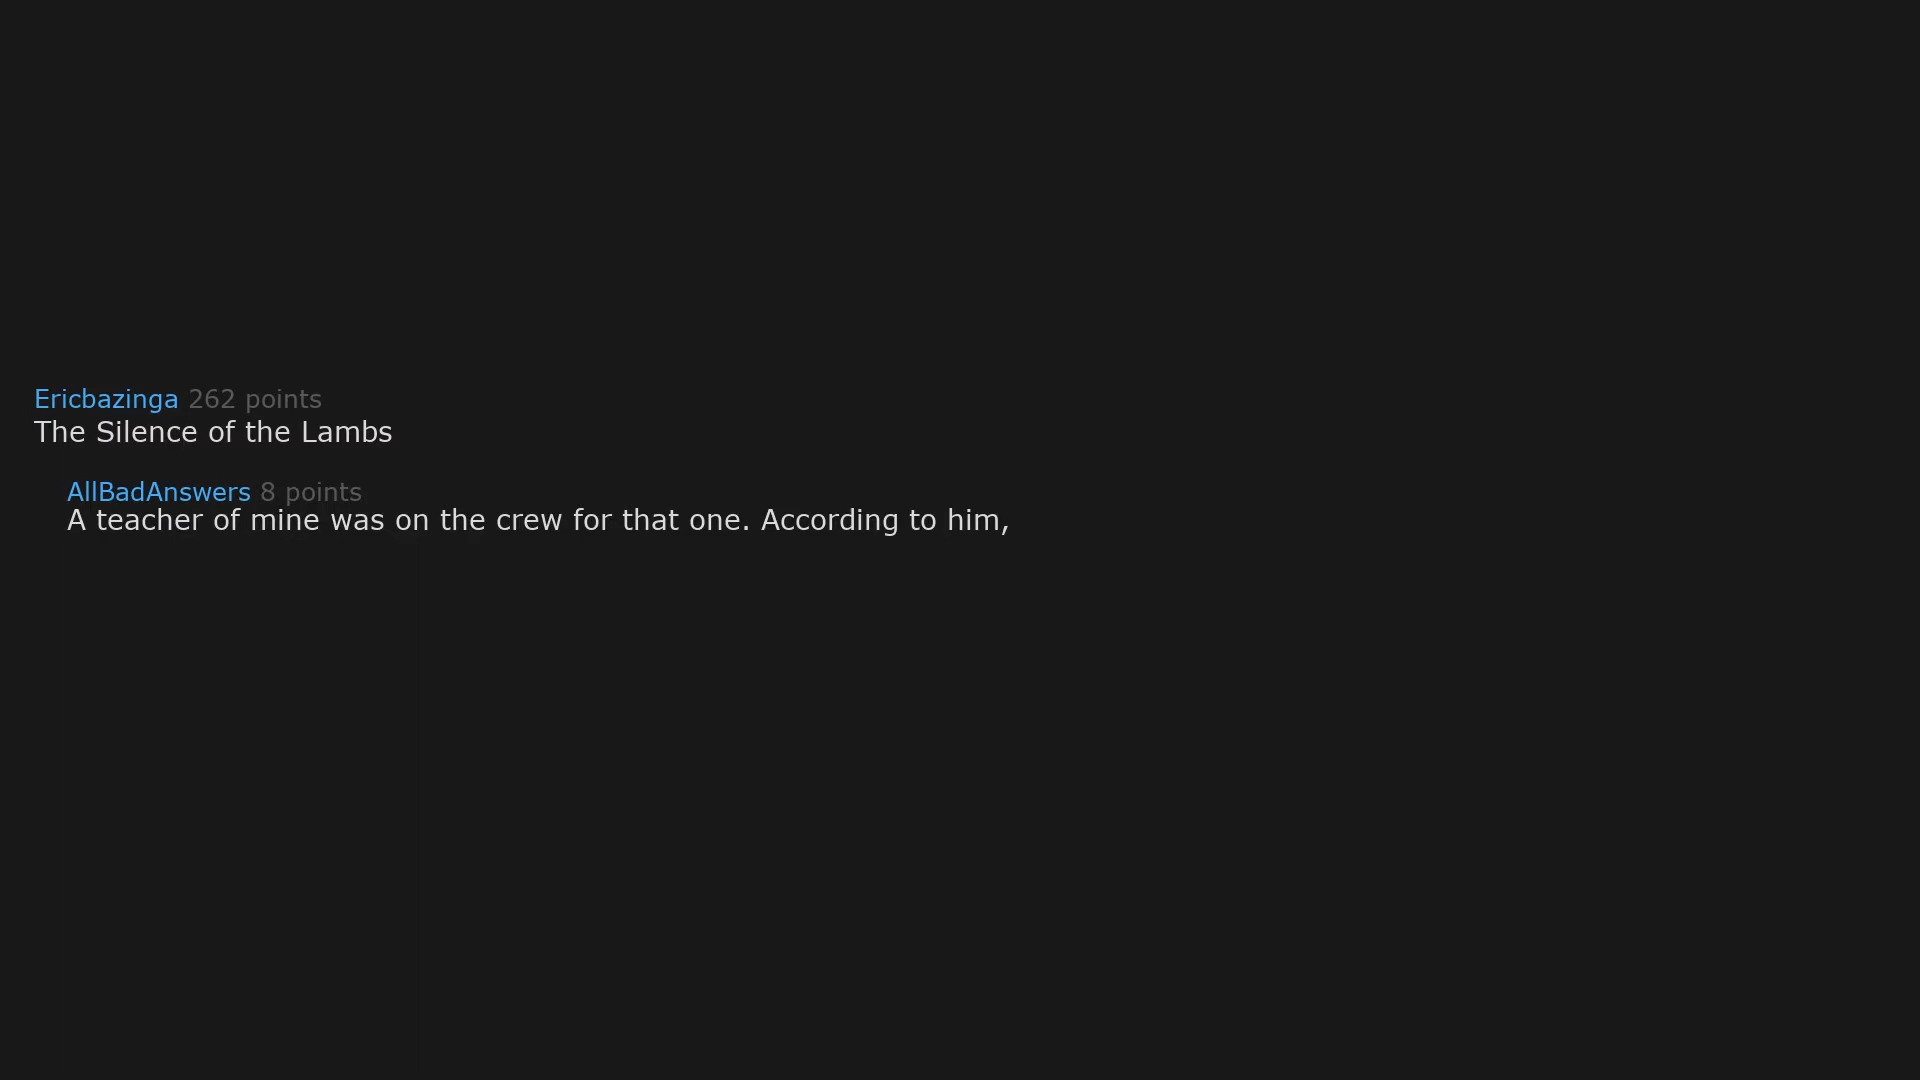 Ericbazinga 262 points
The Silence of the Lambs
AllBadAnswers 8 points
A teacher of mine was on the crew for that one. According to him,